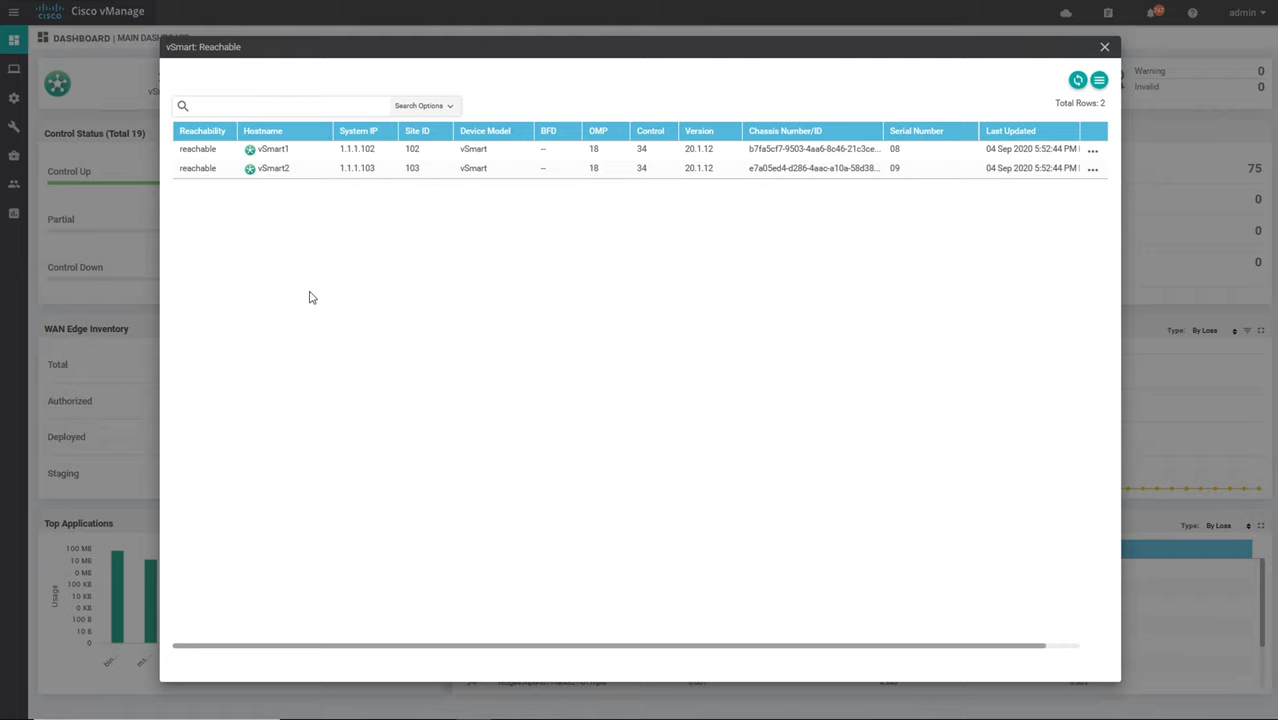 CISCO Cisco vManage
742
admin
DASHBOARD | MAIN DASH
vSmart: Reachable
Warning 0
Invalid 0
Search Options
Total Rows: 2
Control Status (Total 19)
Reachability Hostname System IP Site ID Device Model BFD OMP Control Version Chassis Number/ID Serial Number Last Updated
reachable vSmart1 1.1.1.102 102 vSmart -- 18 34 20.1.12 b7fa5cf7-9503-4aa6-8c46-21c3ce... 08 04 Sep 2020 5:52:44 PM
reachable vSmart2 1.1.1.103 103 vSmart -- 18 34 20.1.12 e7a05ed4-d286-4aac-a10a-58d38... 09 04 Sep 2020 5:52:44 PM
Control Up
75
0
Partial
0
Control Down
0
WAN Edge Inventory
Type: By Loss
Total
Authorized
Deployed
Staging
Top Applications
Type: By Loss
100 MB
10 MB
0 MB
100 KB
10 KB
0 KB
100 B
10 B
0
Usage
bin...